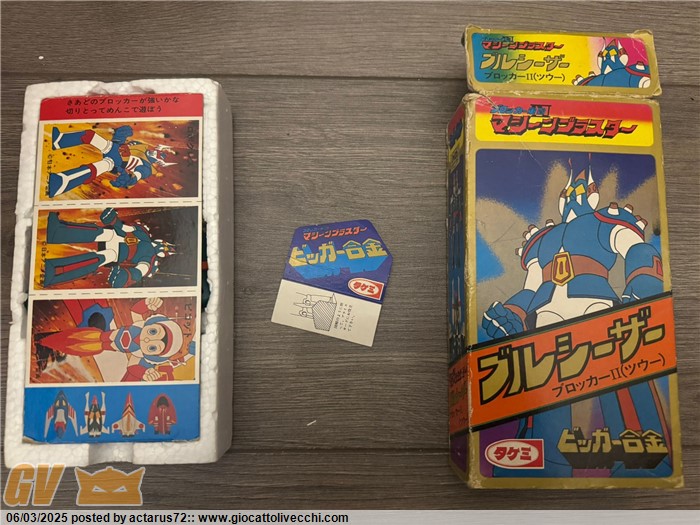 さあどのブロッカーが強いかな
切りとってめんこで遊ぼう
マシーンブラスター
ビッガー合金
タケミ
マシーンブラスター
ブルシーザー
ブロッカーII(ツウー)
マシーンブラスター
ブルシーザー
ブロッカーII(ツウー)
タケミ
ビッガー合金
GV
06/03/2025 posted by actarus72:: www.giocattolivecchi.com